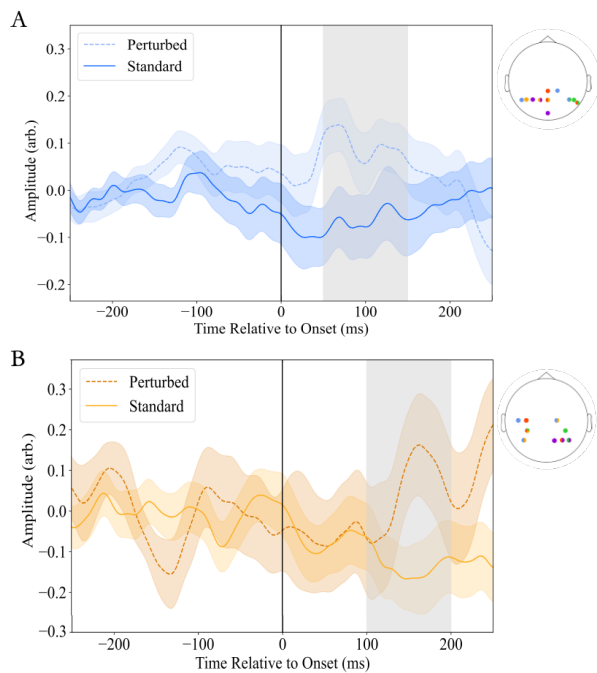 A
0.3
0.2
0.1
0.0
−0.1
−0.2
Amplitude (arb.)
Perturbed
Standard
−200
−100
0
100
200
Time Relative to Onset (ms)
B
0.3
0.2
0.1
0.0
−0.1
−0.2
−0.3
Amplitude (arb.)
Perturbed
Standard
−200
−100
0
100
200
Time Relative to Onset (ms)